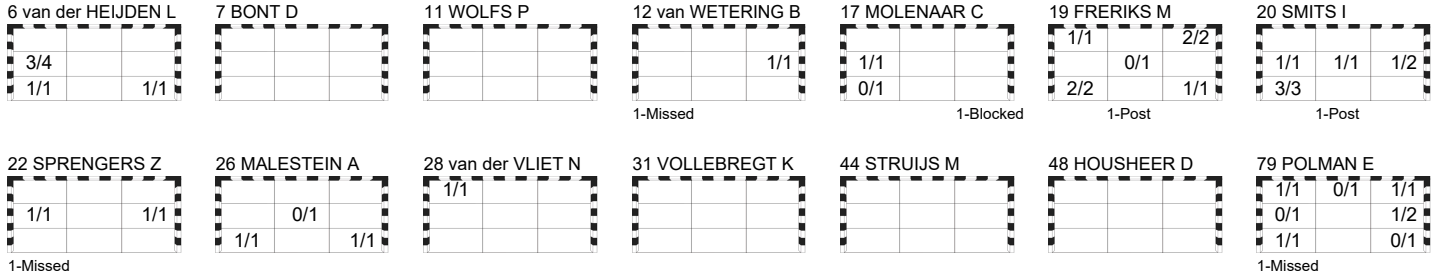 6 van der HEIJDEN L 7 BONT D 11 WOLFS P 12 van WETERING B 17 MOLENAAR C 19 FRERIKS M 20 SMITS I
1/1 2/2
3/4 1/1 1/1 0/1 1/1 1/1 1/2
1/1 1/1 0/1 2/2 1/1 3/3
1-Missed 1-Blocked 1-Post 1-Post
22 SPRENGERS Z 26 MALESTEIN A 28 van der VLIET N 31 VOLLEBREGT K 44 STRUIJS M 48 HOUSHEER D 79 POLMAN E
1/1 1/1 0/1 1/1
1/1 1/1 0/1 0/1 1/2
1/1 1/1 1/1 0/1
1-Missed 1-Missed